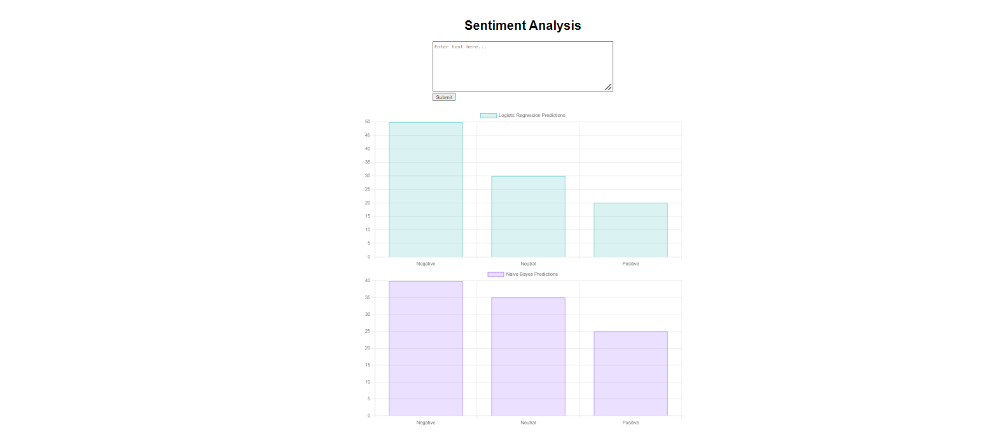 Sentiment Analysis
Enter text here...
Submit
Logistic Regression Predictions
50
45
40
35
30
25
20
15
10
5
0
Negative Neutral Positive
Naive Bayes Predictions
40
35
30
25
20
15
10
5
0
Negative Neutral Positive